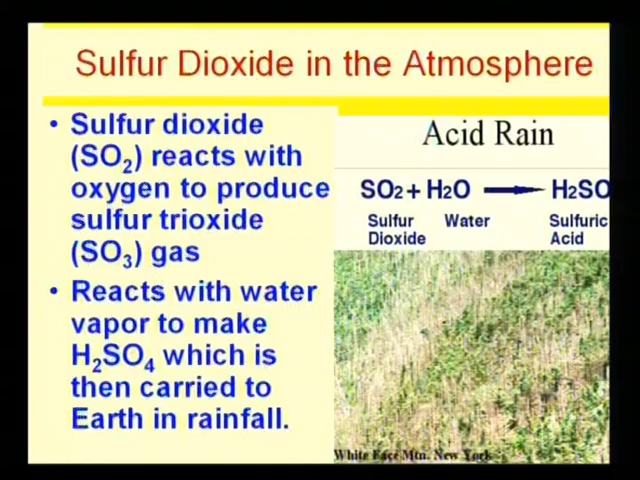 Sulfur Dioxide in the Atmosphere
• Sulfur dioxide
(SO₂) reacts with
oxygen to produce
sulfur trioxide
(SO₃) gas
• Reacts with water
vapor to make
H₂SO₄ which is
then carried to
Earth in rainfall.
Acid Rain
SO₂ + H₂O → H₂SO
Sulfur Water Sulfuric
Dioxide Acid
White Face Mtn. New York